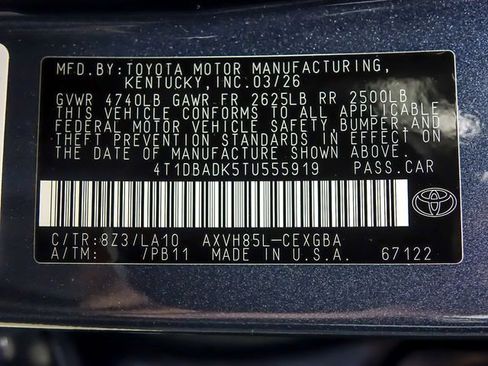 MFD.BY:TOYOTA MOTOR MANUFACTURING,
KENTUCKY,INC.03/26
GVWR 4740LB GAWR FR 2625LB RR 2500LB
THIS VEHICLE CONFORMS TO ALL APPLICABLE
FEDERAL MOTOR VEHICLE SAFETY,BUMPER,AND
THEFT PREVENTION STANDARDS IN EFFECT ON
THE DATE OF MANUFACTURE SHOWN ABOVE.
4T1DBADK5TU555919 PASS.CAR
C/TR:8Z3/LA10 AXVH85L-CEXGBA
A/TM: /PB11 MADE IN U.S.A. 67122